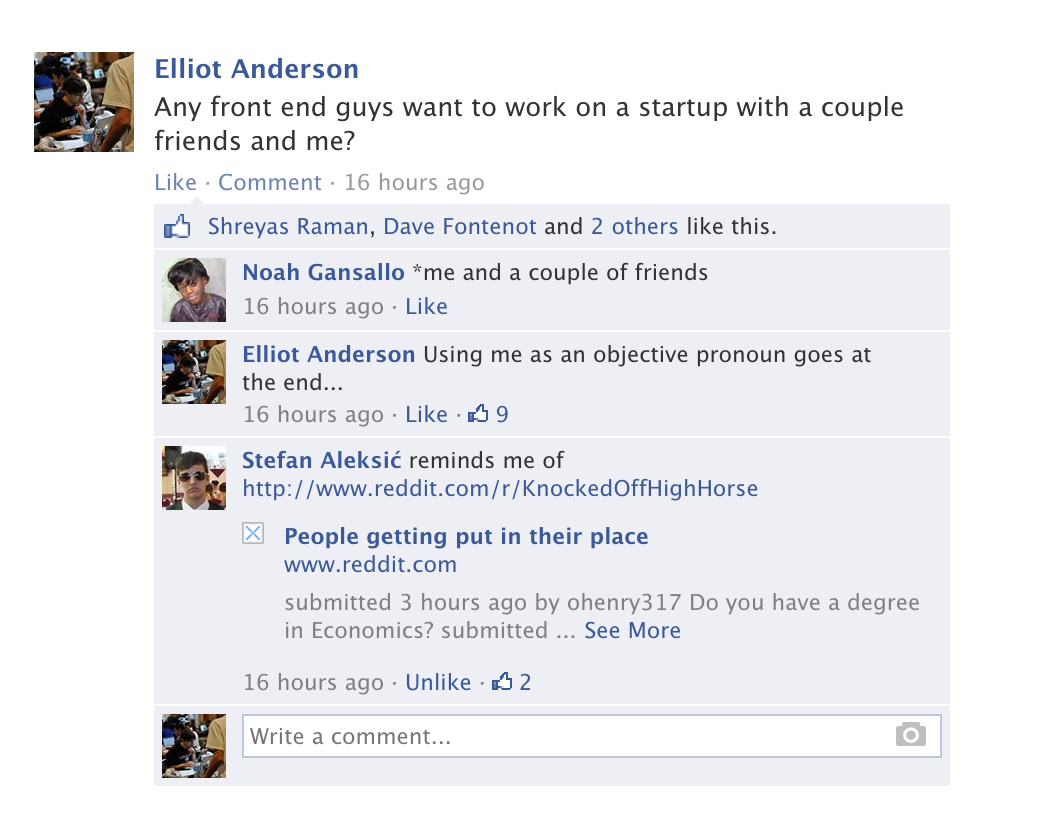 Elliot Anderson
Any front end guys want to work on a startup with a couple
friends and me?
Like · Comment · 16 hours ago
Shreyas Raman, Dave Fontenot and 2 others like this.
Noah Gansallo *me and a couple of friends
16 hours ago · Like
Elliot Anderson Using me as an objective pronoun goes at
the end...
16 hours ago · Like · 9
Stefan Aleksić reminds me of
http://www.reddit.com/r/KnockedOffHighHorse
People getting put in their place
www.reddit.com
submitted 3 hours ago by ohenry317 Do you have a degree
in Economics? submitted ... See More
16 hours ago · Unlike · 2
Write a comment...